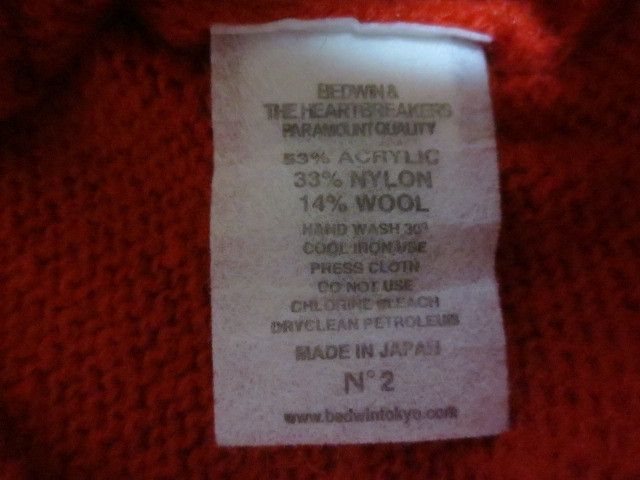 BEDWIN &
THE HEARTBREAKERS
PARAMOUNT QUALITY
53% ACRYLIC
33% NYLON
14% WOOL
HAND WASH 30°
COOL IRON USE
PRESS CLOTH
DO NOT USE
CHLORINE BLEACH
DRYCLEAN PETROLEUM
MADE IN JAPAN
N° 2
www.bedwintokyo.com